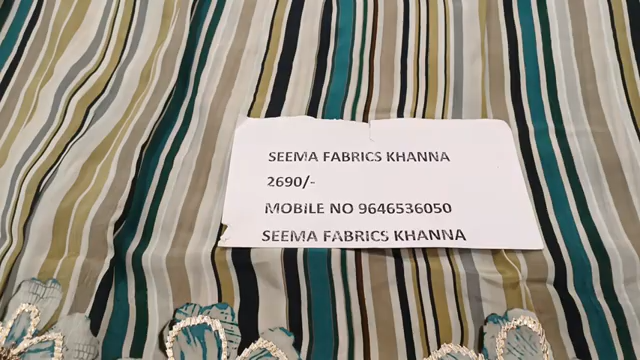 SEEMA FABRICS KHANNA
2690/-
MOBILE NO 9646536050
SEEMA FABRICS KHANNA